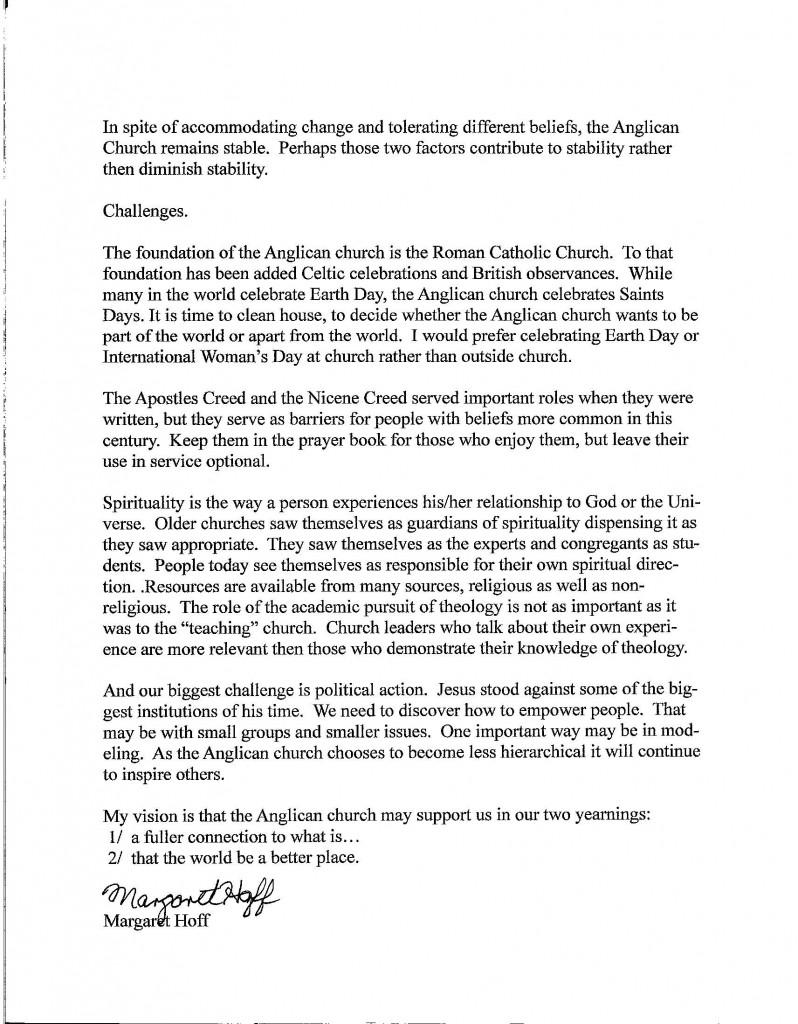 In spite of accommodating change and tolerating different beliefs, the Anglican
Church remains stable.  Perhaps those two factors contribute to stability rather
then diminish stability.
Challenges.
The foundation of the Anglican church is the Roman Catholic Church.  To that
foundation has been added Celtic celebrations and British observances.  While
many in the world celebrate Earth Day, the Anglican church celebrates Saints
Days. It is time to clean house, to decide whether the Anglican church wants to be
part of the world or apart from the world.  I would prefer celebrating Earth Day or
International Woman's Day at church rather than outside church.
The Apostles Creed and the Nicene Creed served important roles when they were
written, but they serve as barriers for people with beliefs more common in this
century.  Keep them in the prayer book for those who enjoy them, but leave their
use in service optional.
Spirituality is the way a person experiences his/her relationship to God or the Uni-
verse.  Older churches saw themselves as guardians of spirituality dispensing it as
they saw appropriate.  They saw themselves as the experts and congregants as stu-
dents.  People today see themselves as responsible for their own spiritual direc-
tion. .Resources are available from many sources, religious as well as non-
religious.  The role of the academic pursuit of theology is not as important as it
was to the “teaching” church.  Church leaders who talk about their own experi-
ence are more relevant then those who demonstrate their knowledge of theology.
And our biggest challenge is political action.  Jesus stood against some of the big-
gest institutions of his time.  We need to discover how to empower people.  That
may be with small groups and smaller issues.  One important way may be in mod-
eling.  As the Anglican church chooses to become less hierarchical it will continue
to inspire others.
My vision is that the Anglican church may support us in our two yearnings:
1/  a fuller connection to what is…
2/  that the world be a better place.
Margaret Hoff
Margaret Hoff